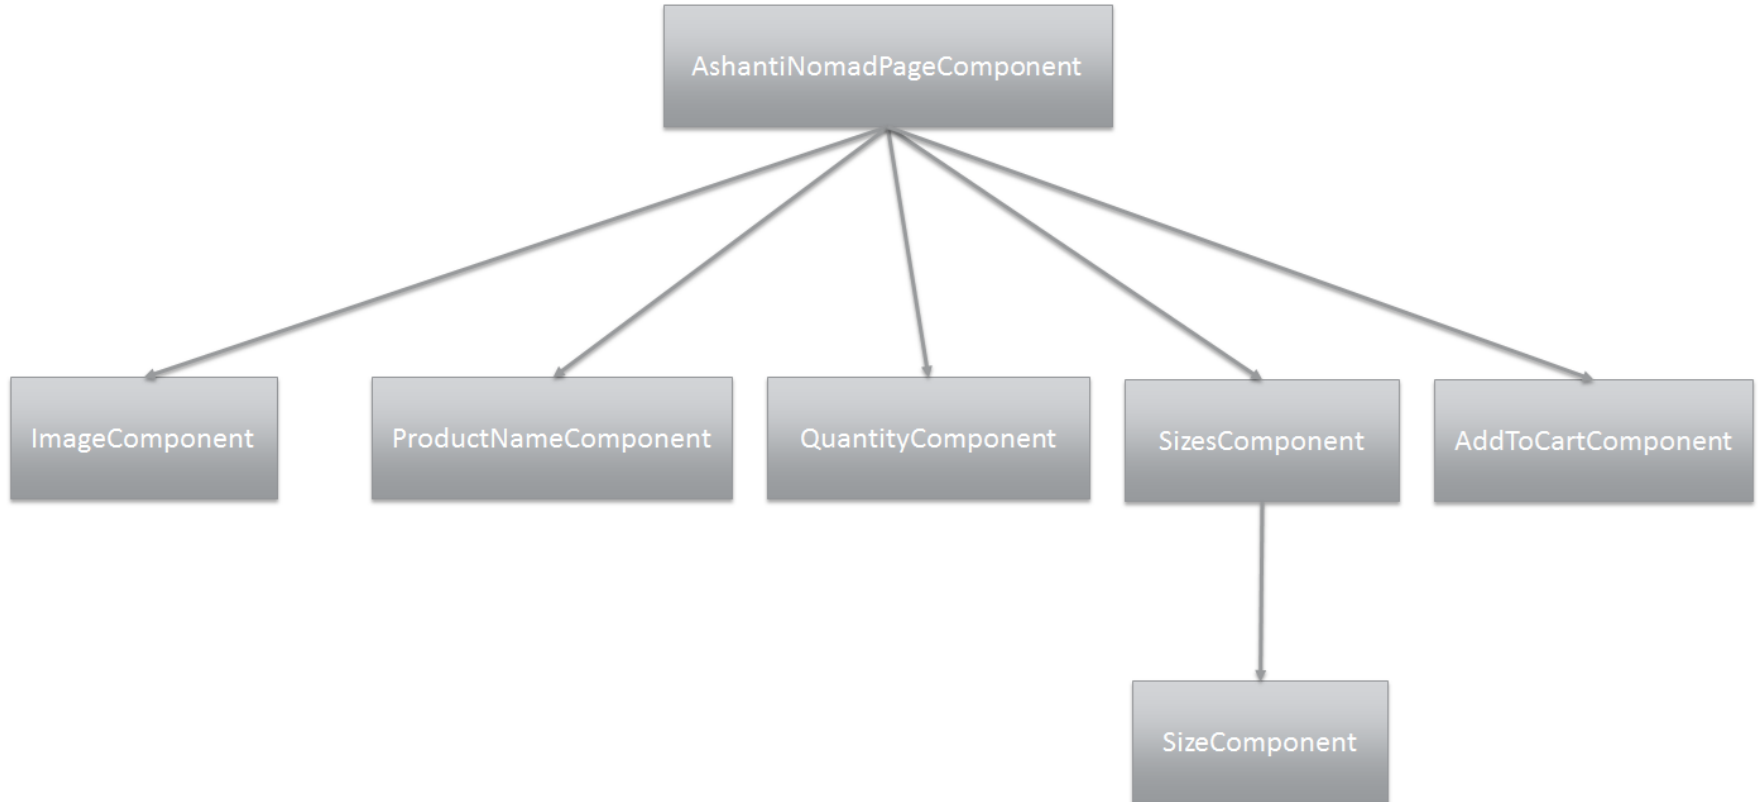 AshantiNomadPageComponent
ImageComponent
ProductNameComponent
QuantityComponent
SizesComponent
AddToCartComponent
SizeComponent